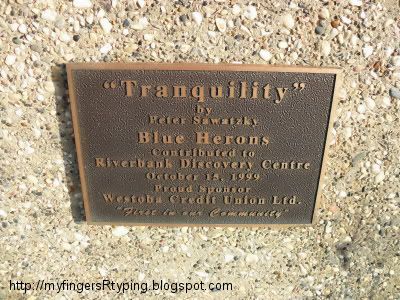 "Tranquility"
by
Peter Sawatzky
Blue Herons
Contributed to
Riverbank Discovery Centre
October 15, 1999
Proud Sponsor
Westoba Credit Union Ltd.
"First in our Community"
http://myfingersRtyping.blogspot.com